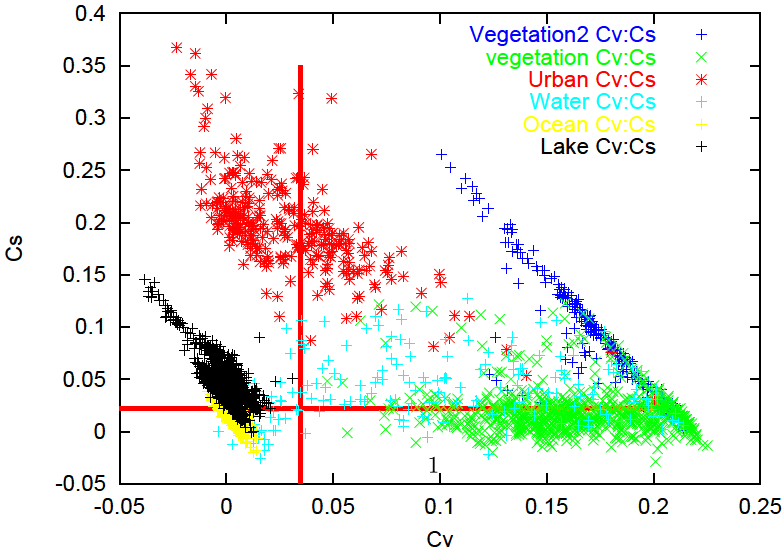 0.4
0.35
0.3
0.25
0.2
0.15
0.1
0.05
0
-0.05
Cs
Vegetation2 Cv:Cs
vegetation Cv:Cs
Urban Cv:Cs
Water Cv:Cs
Ocean Cv:Cs
Lake Cv:Cs
1
-0.05 0 0.05 0.1 0.15 0.2 0.25
Cv